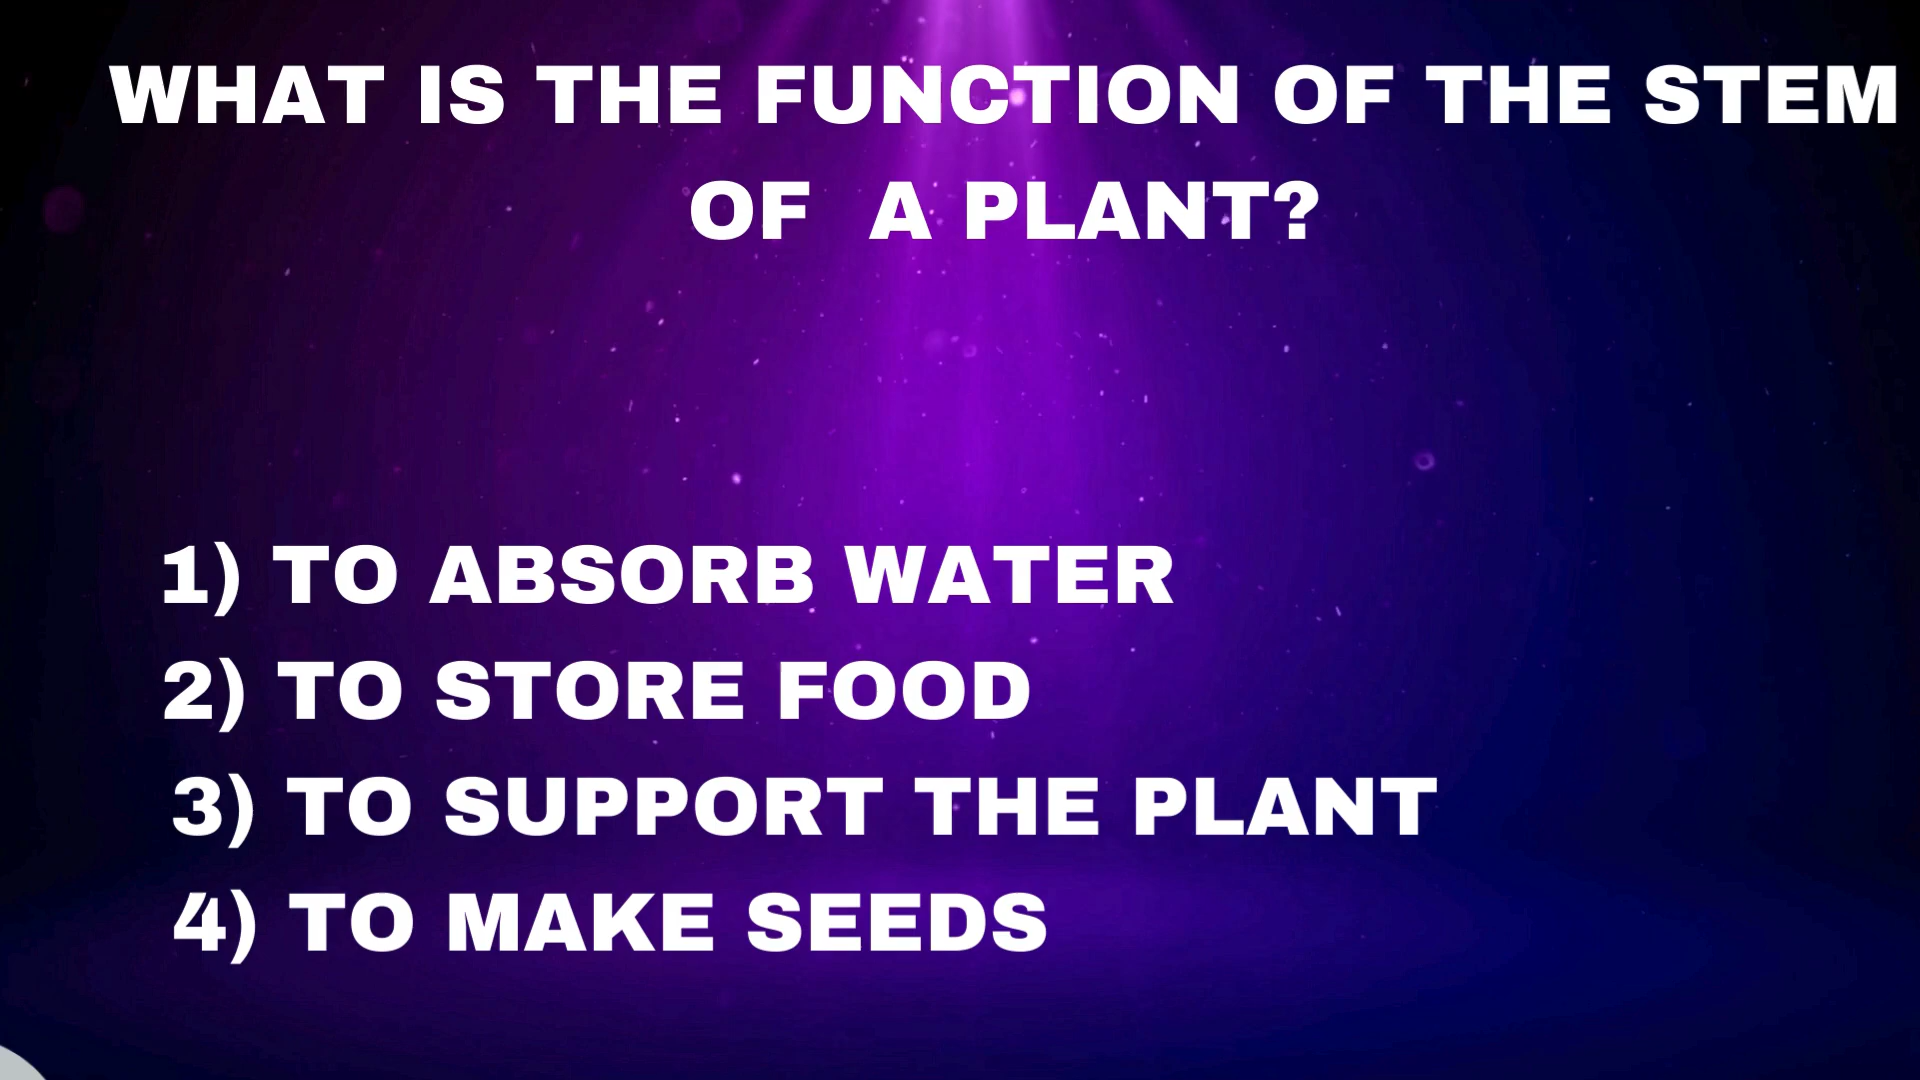 WHAT IS THE FUNCTION OF THE STEM
OF A PLANT?
1) TO ABSORB WATER
2) TO STORE FOOD
3) TO SUPPORT THE PLANT
4) TO MAKE SEEDS